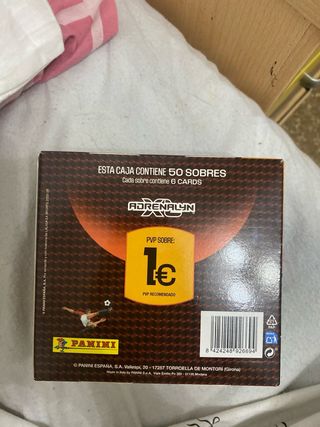 ESTA CAJA CONTIENE 50 SOBRES
Cada sobre contiene 6 CARDS
ADRENALYN
XL
PVP SOBRE:
1€
PVP RECOMENDADO
PANINI
8 424248 926694
© PANINI ESPAÑA, S.A. Vallespí, 20 - 17257 TORROELLA DE MONTGRÍ (Girona)
Made in Italy by PANINI S.p.A.